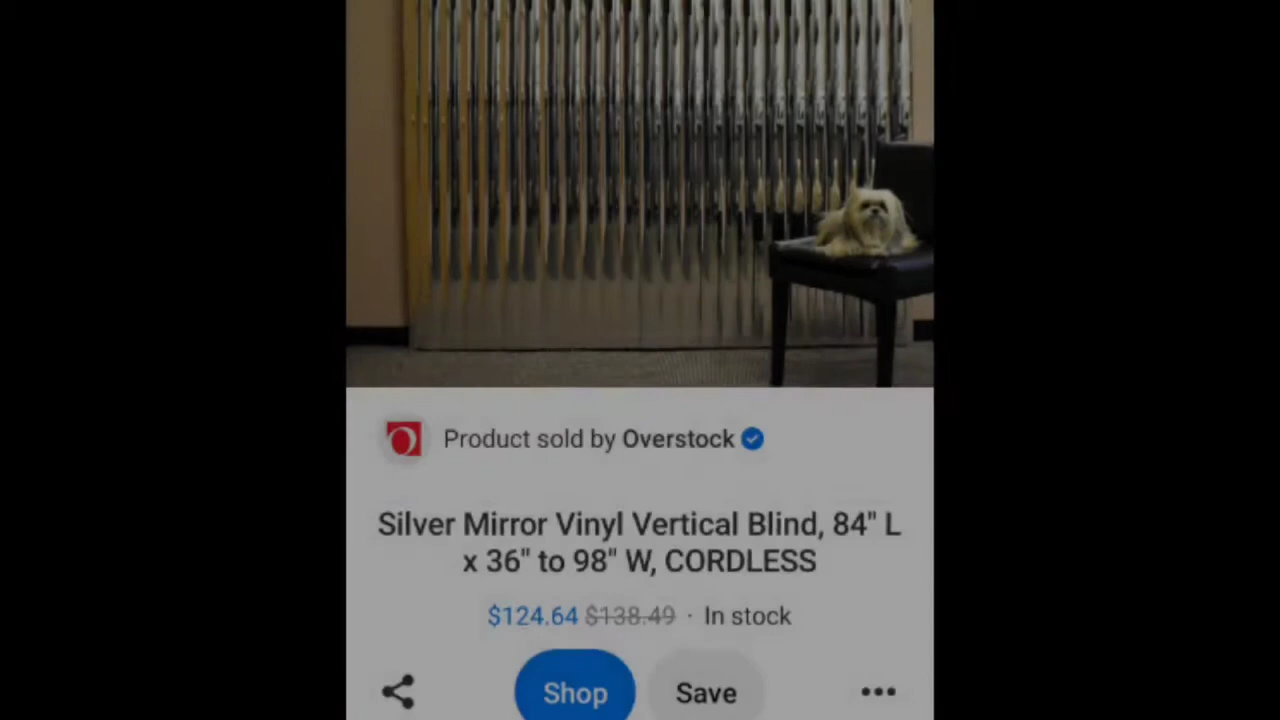 Product sold by Overstock
Silver Mirror Vinyl Vertical Blind, 84" L
x 36" to 98" W, CORDLESS
$124.64 $138.49 · In stock
Shop
Save